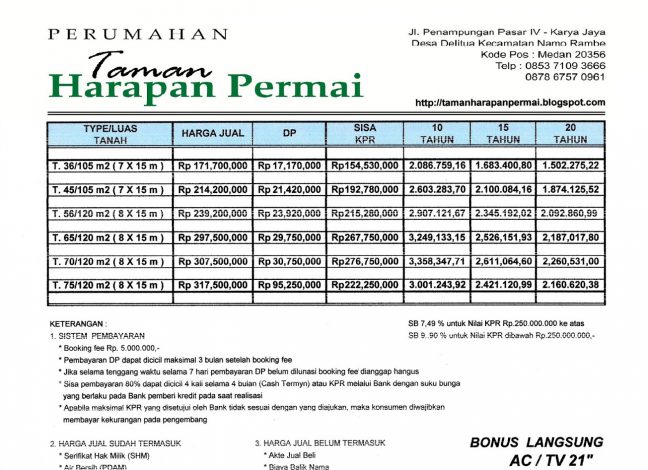 PERUMAHAN
Taman
Harapan Permai
Jl. Penampungan Pasar IV - Karya Jaya
Desa Delitua Kecamatan Namo Rambe
Kode Pos : Medan 20356
Telp : 0853 7109 3666
0878 6757 0961
http://tamanharapanpermai.blogspot.com
TYPE/LUAS TANAH HARGA JUAL DP SISA KPR 10 TAHUN 15 TAHUN 20 TAHUN
T. 36/105 m2 ( 7 X 15 m ) Rp 171,700,000 Rp 17,170,000 Rp154,530,000 2.086.759,16 1.683.400,80 1.502.275,22
T. 45/105 m2 ( 7 X 15 m ) Rp 214,200,000 Rp 21,420,000 Rp192,780,000 2.603.283,70 2.100.084,16 1.874.125,52
T. 56/120 m2 ( 8 X 15 m ) Rp 239,200,000 Rp 23,920,000 Rp215,280,000 2.907.121,67 2.345.192,02 2.092.860,99
T. 65/120 m2 ( 8 X 15 m ) Rp 297,500,000 Rp 29,750,000 Rp267,750,000 3,249,133,15 2,526,151,93 2,187,017,80
T. 70/120 m2 ( 8 X 15 m ) Rp 307,500,000 Rp 30,750,000 Rp276,750,000 3,358,347,71 2,611,064,60 2,260,531,00
T. 75/120 m2 ( 8 X 15 m ) Rp 317,500,000 Rp 95,250,000 Rp222,250,000 3.001.243,92 2.421.120,99 2.160.620,38
KETERANGAN :
1. SISTEM PEMBAYARAN
* Booking fee Rp. 5.000.000,-
* Pembayaran DP dapat dicicil maksimal 3 bulan setelah booking fee
* Jika selama tenggang waktu selama 7 hari pembayaran DP belum dilunasi booking fee dianggap hangus
* Sisa pembayaran 80% dapat dicicil 4 kali selama 4 bulan (Cash Termyn) atau KPR melalui Bank dengan suku bunga
yang berlaku pada Bank pemberi kredit pada saat realisasi
* Apabila maksimal KPR yang disetujui oleh Bank tidak sesuai dengan yang diajukan, maka konsumen diwajibkan
membayar kekurangan pada pengembang
SB 7,49 % untuk Nilai KPR Rp.250.000.000 ke atas
SB 9,.90 % untuk Nilai KPR dibawah Rp.250.000.000,-
2. HARGA JUAL SUDAH TERMASUK
* Serifikat Hak Milik (SHM)
* Air Bersih (PDAM)
3. HARGA JUAL BELUM TERMASUK
* Akte Jual Beli
* Biaya Balik Nama
BONUS LANGSUNG
AC / TV 21"